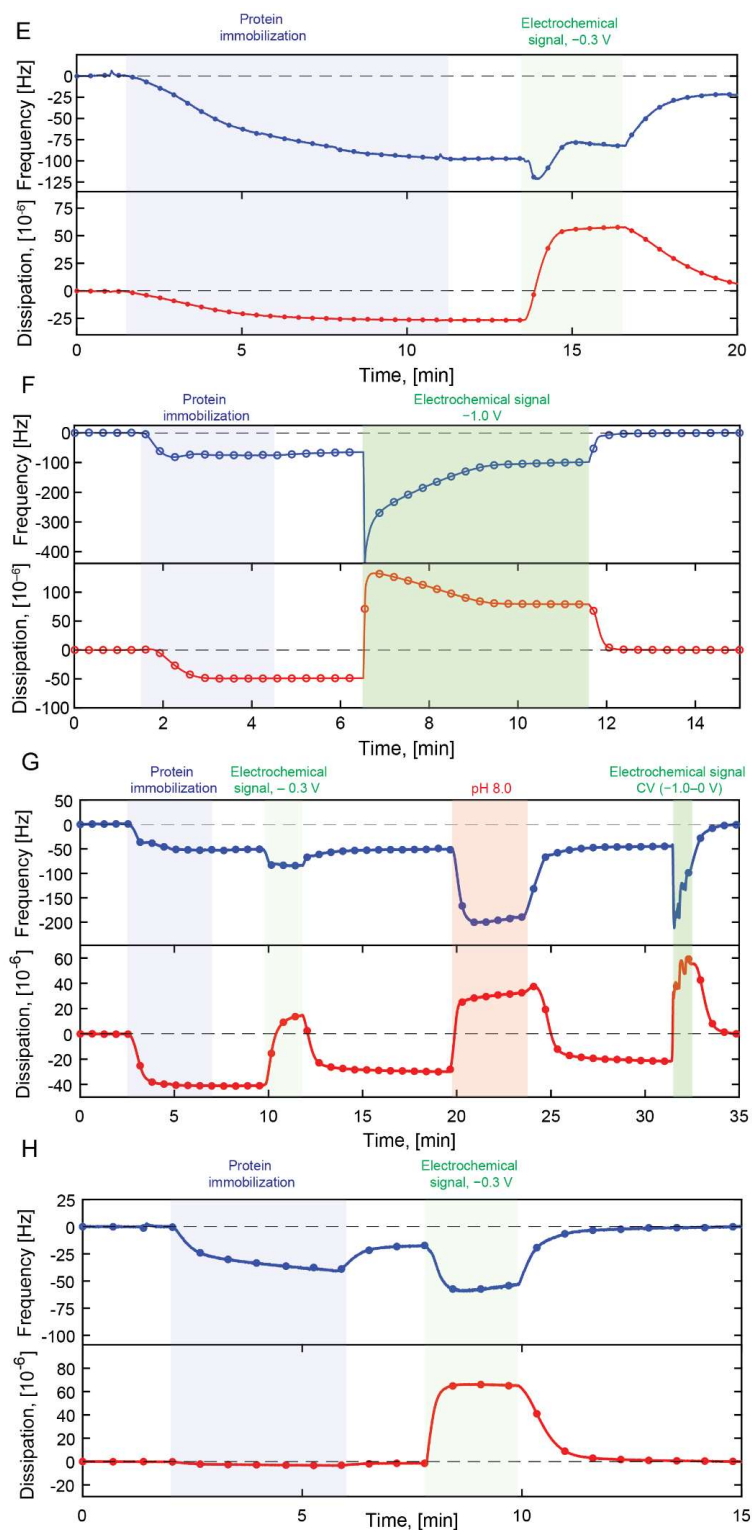 E
Protein
immobilization
Electrochemical
signal, −0.3 V
Frequency [Hz]
0
-25
-50
-75
-100
-125
Dissipation, [10⁻⁶]
75
50
25
0
-25
0 5 10 15 20
Time, [min]
F
Protein
immobilization
Electrochemical signal
−1.0 V
Frequency [Hz]
0
-100
-200
-300
-400
Dissipation, [10⁻⁶]
100
50
0
-50
-100
0 2 4 6 8 10 12 14
Time, [min]
G
Protein
immobilization
Electrochemical
signal, – 0.3 V
pH 8.0
Electrochemical signal
CV (−1.0–0 V)
Frequency [Hz]
50
0
-50
-100
-150
-200
Dissipation, [10⁻⁶]
60
40
20
0
-20
-40
0 5 10 15 20 25 30 35
Time, [min]
H
Protein
immobilization
Electrochemical
signal, −0.3 V
Frequency [Hz]
25
0
-25
-50
-75
-100
Dissipation, [10⁻⁶]
80
60
40
20
0
-20
0 5 10 15
Time, [min]